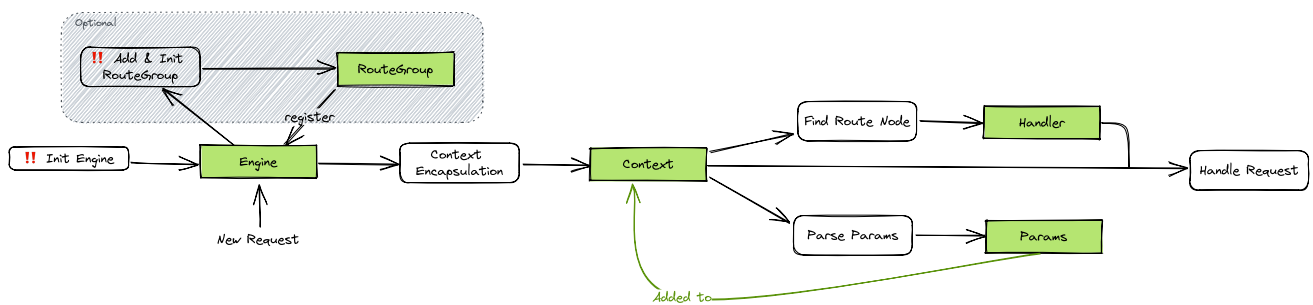 Optional
‼ Add & Init
RouteGroup
RouteGroup
register
‼ Init Engine
Engine
New Request
Context
Encapsulation
Context
Find Route Node
Handler
Handle Request
Parse Params
Params
Added to